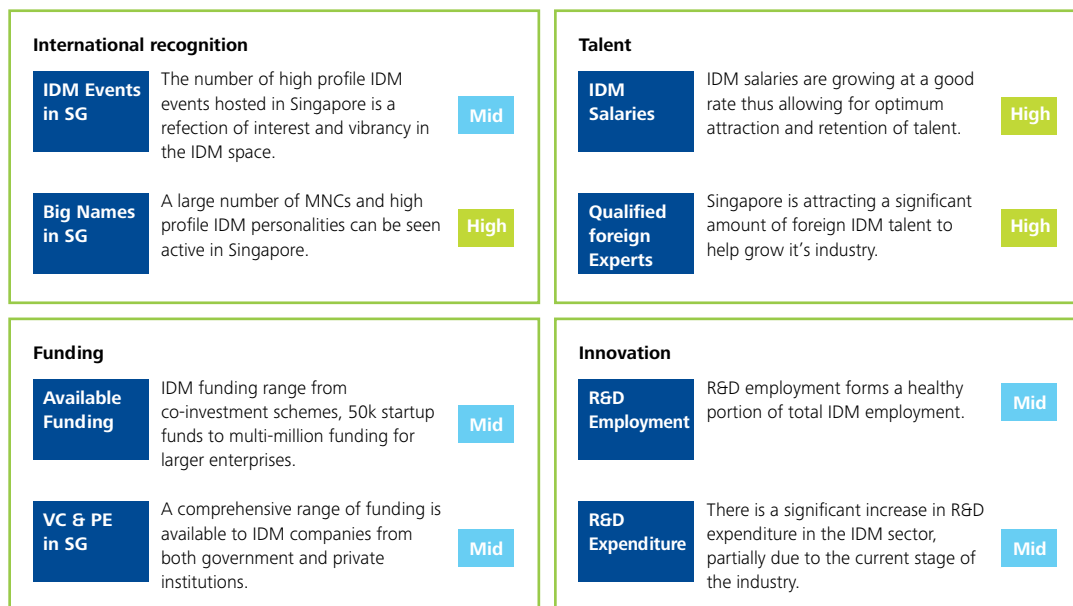 International recognition
IDM Events
in SG
The number of high profile IDM
events hosted in Singapore is a
refection of interest and vibrancy in
the IDM space.
Mid
Big Names
in SG
A large number of MNCs and high
profile IDM personalities can be seen
active in Singapore.
High
Talent
IDM
Salaries
IDM salaries are growing at a good
rate thus allowing for optimum
attraction and retention of talent.
High
Qualified
foreign
Experts
Singapore is attracting a significant
amount of foreign IDM talent to
help grow it’s industry.
High
Funding
Available
Funding
IDM funding range from
co-investment schemes, 50k startup
funds to multi-million funding for
larger enterprises.
Mid
VC & PE
in SG
A comprehensive range of funding is
available to IDM companies from
both government and private
institutions.
Mid
Innovation
R&D
Employment
R&D employment forms a healthy
portion of total IDM employment.
Mid
R&D
Expenditure
There is a significant increase in R&D
expenditure in the IDM sector,
partially due to the current stage of
the industry.
Mid